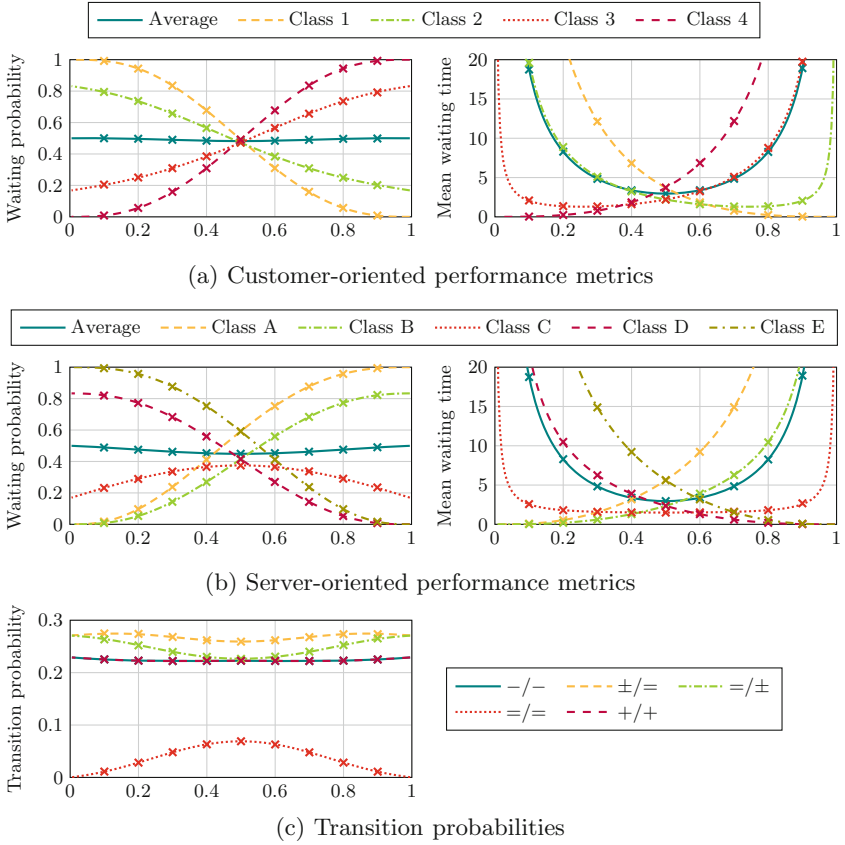 Average Class 1 Class 2 Class 3 Class 4
Waiting probability
1
0.8
0.6
0.4
0.2
0
0 0.2 0.4 0.6 0.8 1
Mean waiting time
20
15
10
5
0
0 0.2 0.4 0.6 0.8 1
(a) Customer-oriented performance metrics
Average Class A Class B Class C Class D Class E
Waiting probability
1
0.8
0.6
0.4
0.2
0
0 0.2 0.4 0.6 0.8 1
Mean waiting time
20
15
10
5
0
0 0.2 0.4 0.6 0.8 1
(b) Server-oriented performance metrics
Transition probability
0.3
0.2
0.1
0
0 0.2 0.4 0.6 0.8 1
−/− ±/= =/±
=/= +/+
(c) Transition probabilities